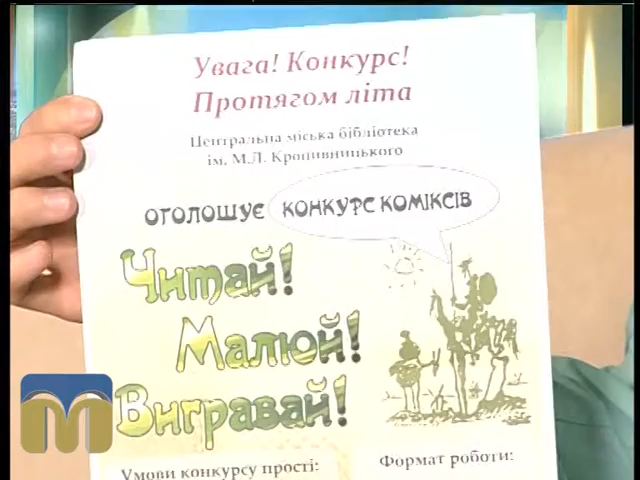 Увага! Конкурс!
Протягом літа
Центральна міська бібліотека
ім. М.Л. Кропивницького
оголошує конкурс коміксів
Читай!
Малюй!
Вигравай!
Умови конкурсу прості: Формат роботи: